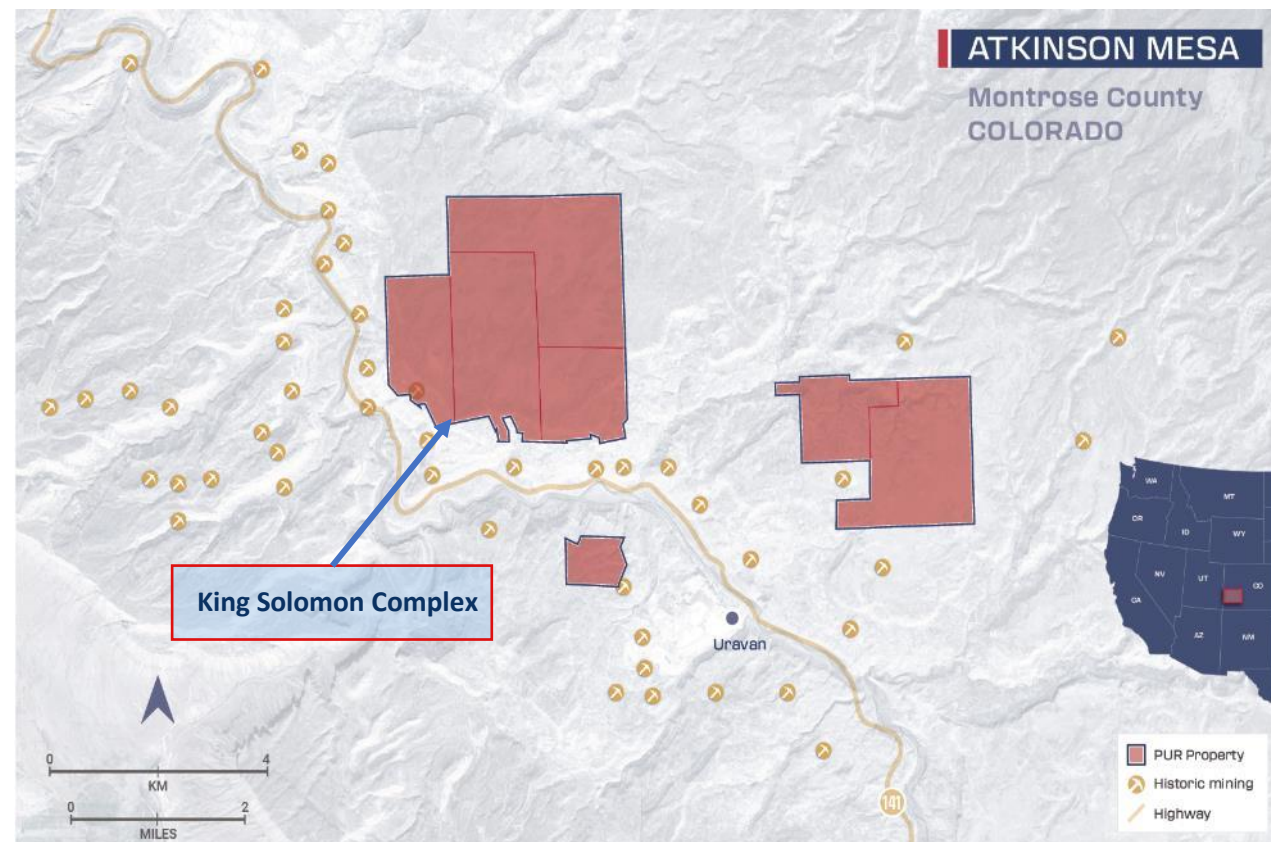 ATKINSON MESA
Montrose County
COLORADO
King Solomon Complex
Uravan
WA
MT
OR
ID
WY
NV
UT
CO
CA
AZ
NM
0 4
KM
0 2
MILES
141
PUR Property
Historic mining
Highway